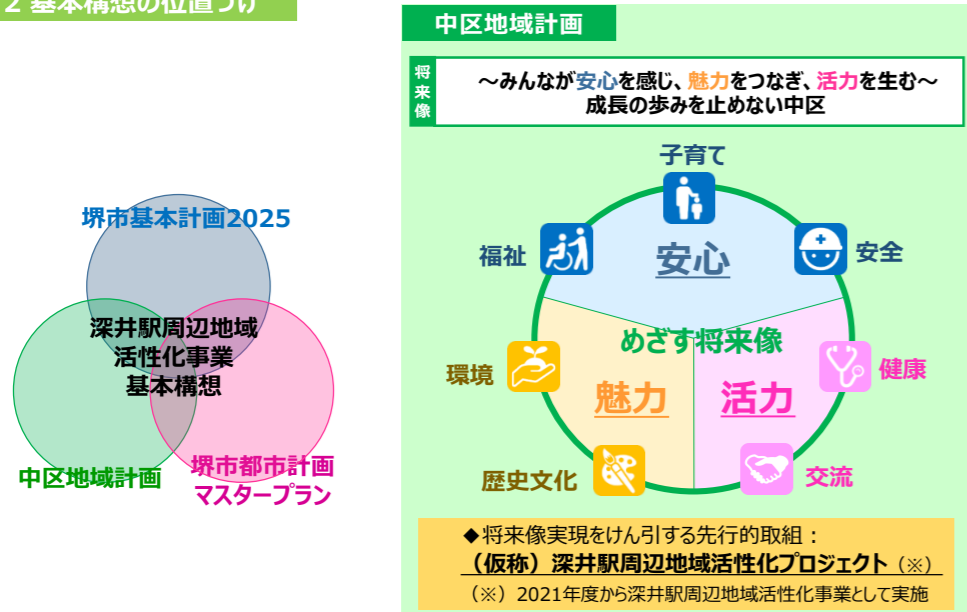 2 基本構想の位置づけ
堺市基本計画2025
深井駅周辺地域
活性化事業
基本構想
中区地域計画
堺市都市計画
マスタープラン
中区地域計画
将来像
～みんなが安心を感じ、魅力をつなぎ、活力を生む～
成長の歩みを止めない中区
子育て
福祉
安心
安全
めざす将来像
環境
魅力
活力
健康
歴史文化
交流
◆将来像実現をけん引する先行的取組：
（仮称）深井駅周辺地域活性化プロジェクト（※）
（※）2021年度から深井駅周辺地域活性化事業として実施